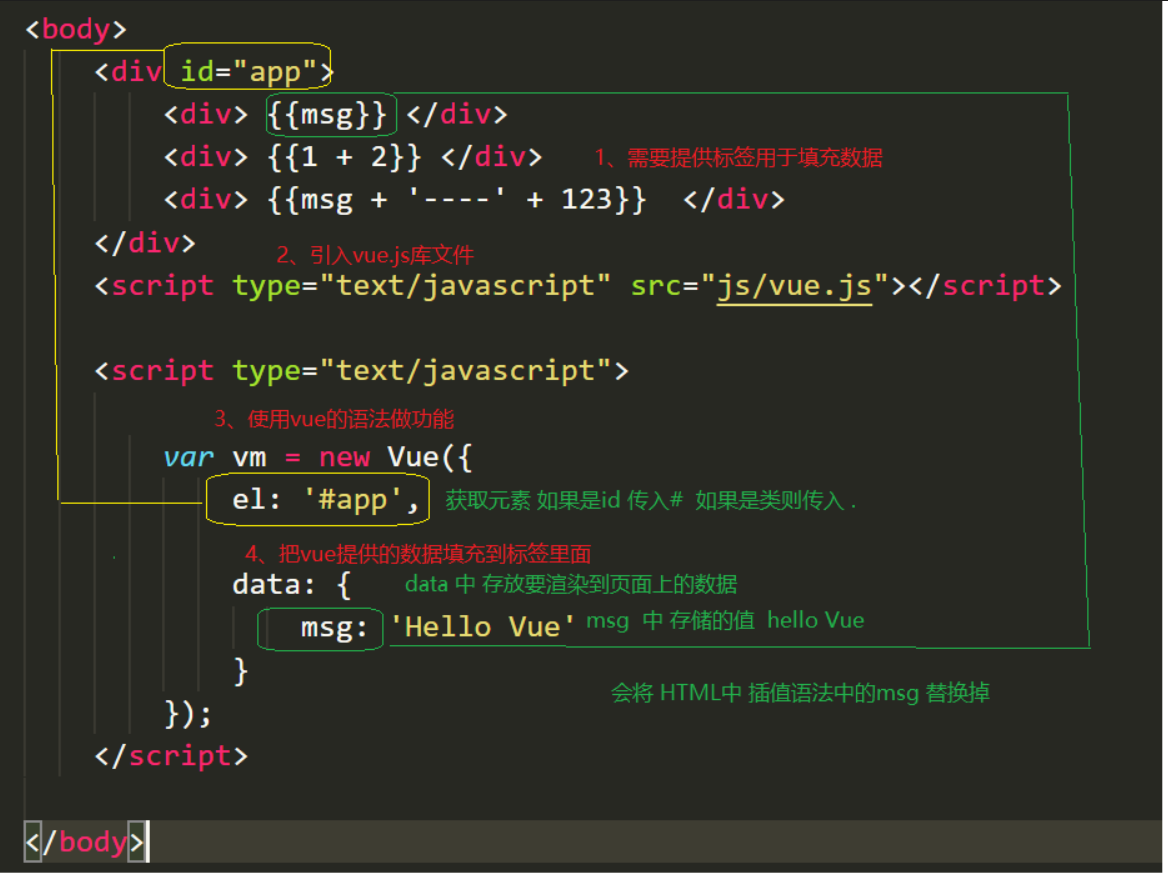 <body>
<div id="app">
<div> {{msg}} </div>
<div> {{1 + 2}} </div> 1、需要提供标签用于填充数据
<div> {{msg + '----' + 123}} </div>
</div>
2、引入vue.js库文件
<script type="text/javascript" src="js/vue.js"></script>
<script type="text/javascript">
3、使用vue的语法做功能
var vm = new Vue({
el: '#app', 获取元素 如果是id 传入# 如果是类则传入 .
4、把vue提供的数据填充到标签里面
data: { data 中 存放要渲染到页面上的数据
msg: 'Hello Vue' msg 中 存储的值 hello Vue
}
会将 HTML中 插值语法中的msg 替换掉
});
</script>
</body>